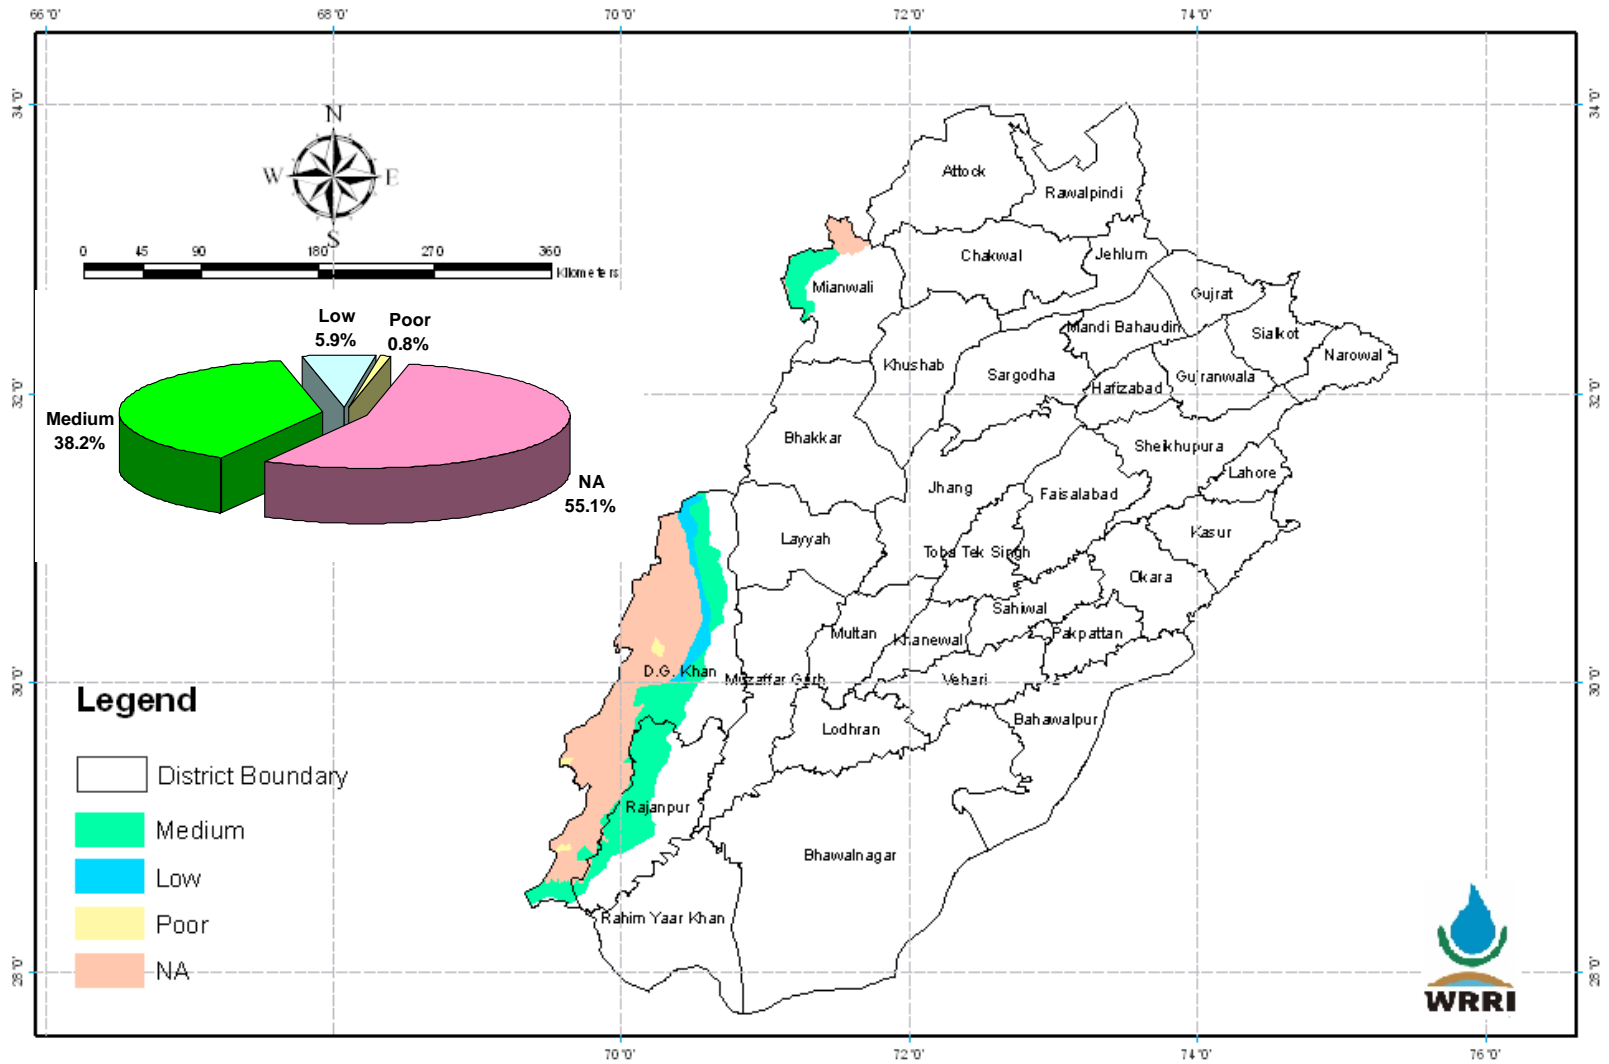 66°0' 68°0' 70°0' 72°0' 74°0'
34°0' 34°0'
N
W E
S
0 45 90 180 270 360
Kilometers
Low
5.9%
Poor
0.8%
Medium
38.2%
NA
55.1%
Attock
Rawalpindi
Chakwal
Jehlum
Mianwali
Gujrat
Mandi Bahaudin
Sialkot
Narowal
Khushab
Sargodha
Hafizabad
Gujranwala
32°0' 32°0'
Bhakkar
Sheikhupura
Lahore
Jhang
Faisalabad
Layyah
Toba Tek Singh
Kasur
Okara
Sahiwal
Multan
Khanewal
Pakpattan
D.G. Khan
Muzaffar Garh
Vehari
30°0' 30°0'
Lodhran
Bahawalpur
Rajanpur
Bhawalnagar
Rahim Yaar Khan
Legend
District Boundary
Medium
Low
Poor
NA
28°0' 28°0'
WRRI
70°0' 72°0' 74°0' 76°0'